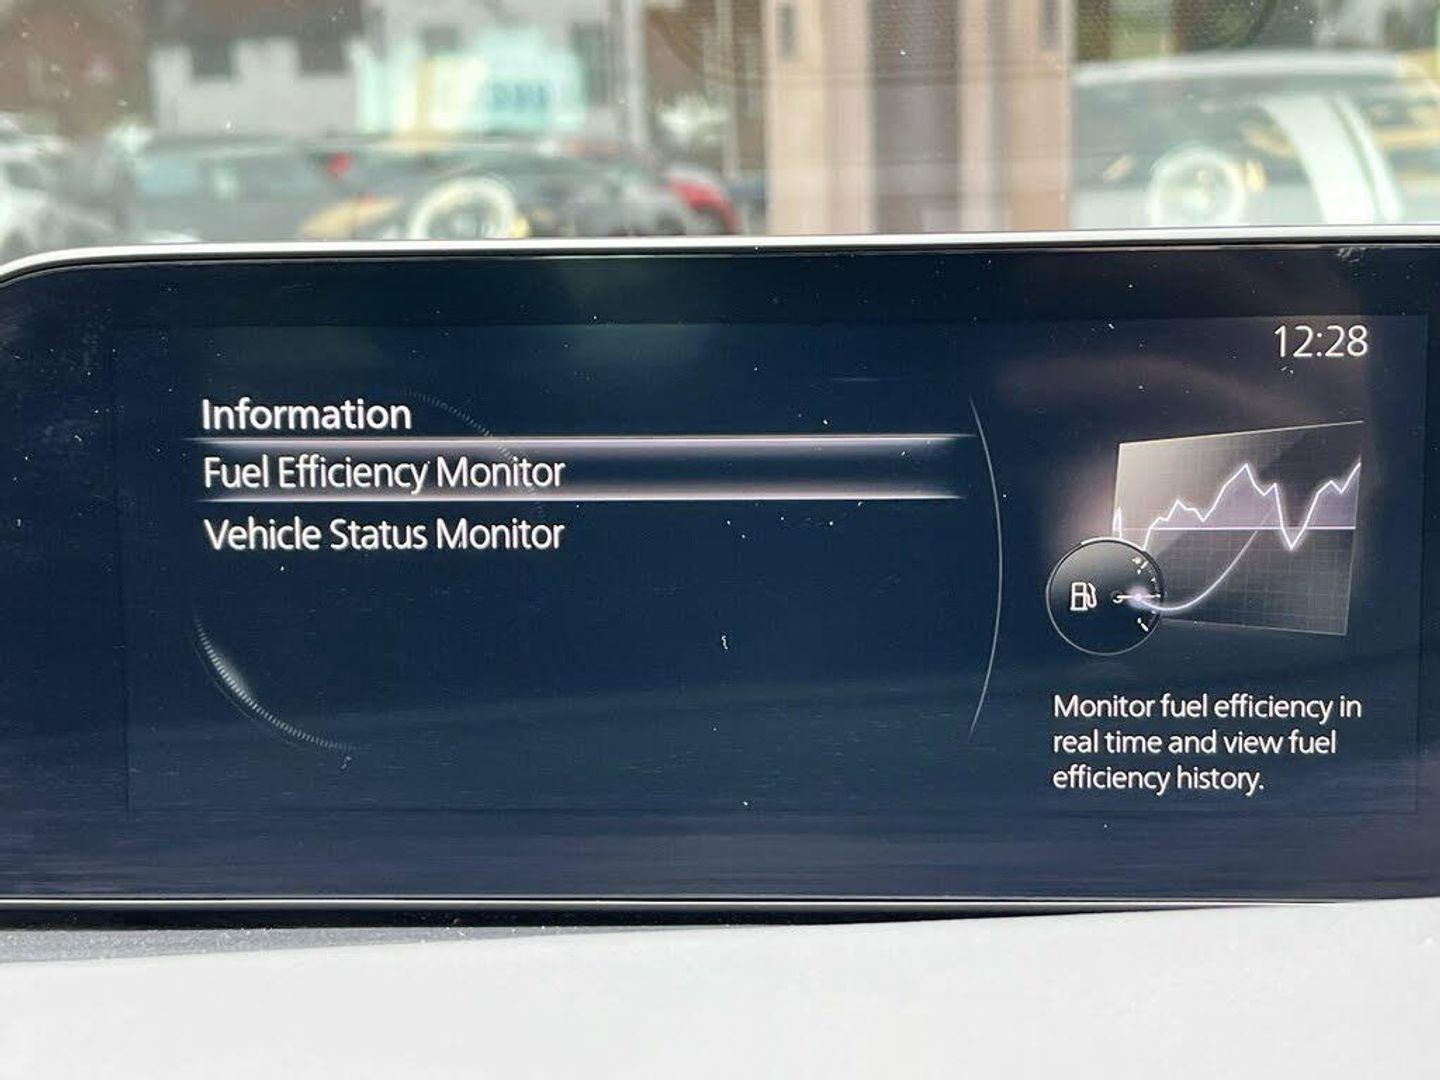 12:28
Information
Fuel Efficiency Monitor
Vehicle Status Monitor
Monitor fuel efficiency in
real time and view fuel
efficiency history.